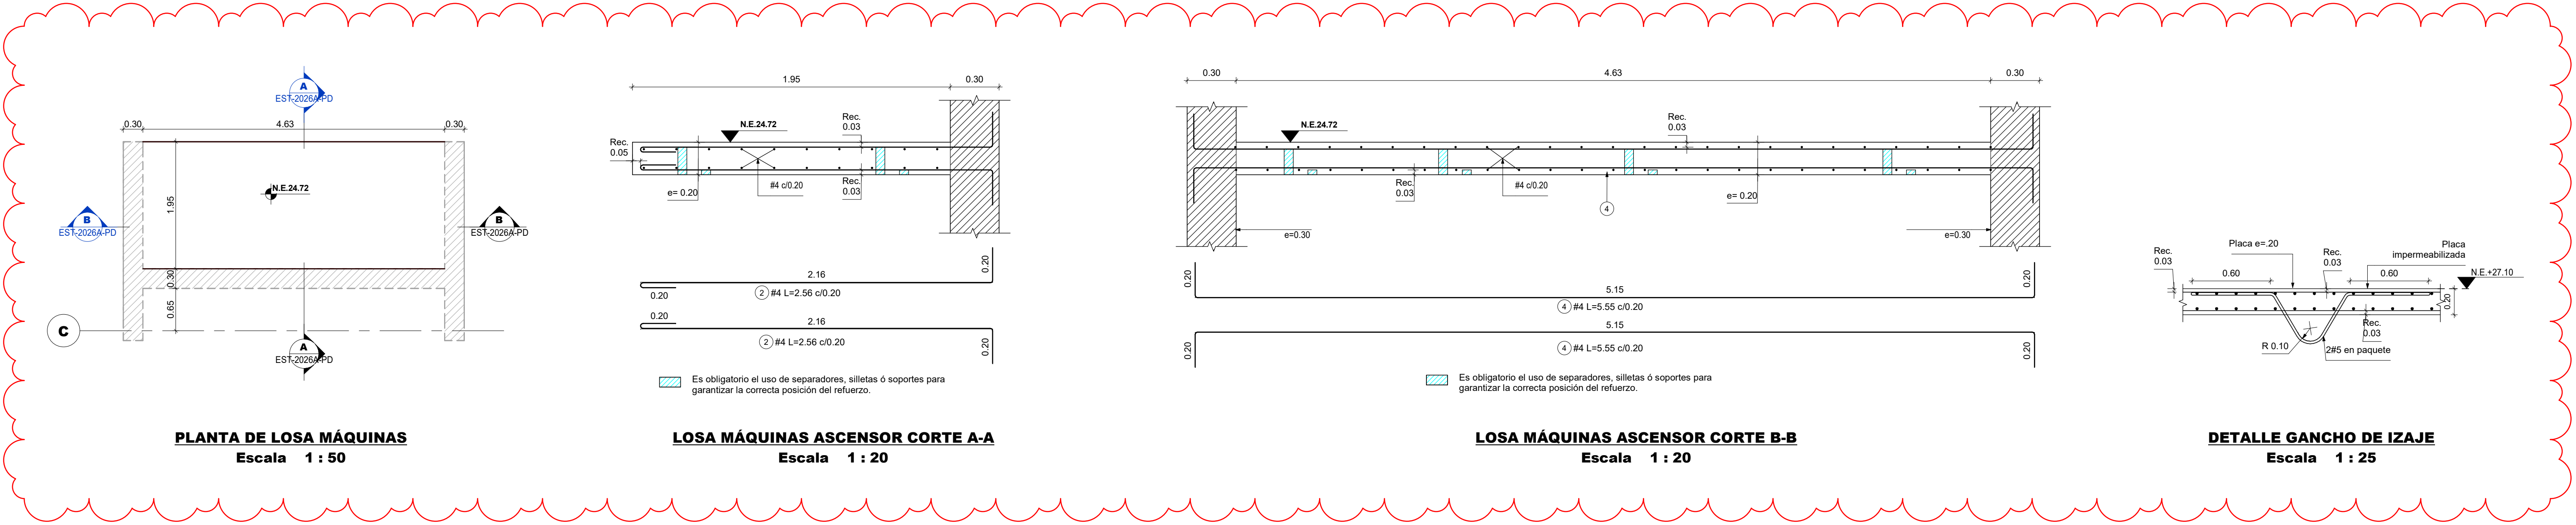 A
EST-2026A-PD
0.30
4.63
0.30
N.E.24.72
1.95
B
EST-2026A-PD
B
EST-2026A-PD
0.30
0.65
C
A
EST-2026A-PD
PLANTA DE LOSA MÁQUINAS
Escala 1 : 50
1.95
0.30
N.E.24.72
Rec.
0.03
Rec.
0.05
#4 c/0.20
Rec.
0.03
e= 0.20
2.16
0.20
0.20
2 #4 L=2.56 c/0.20
0.20
2.16
0.20
2 #4 L=2.56 c/0.20
Es obligatorio el uso de separadores, silletas ó soportes para
garantizar la correcta posición del refuerzo.
LOSA MÁQUINAS ASCENSOR CORTE A-A
Escala 1 : 20
0.30
4.63
0.30
N.E.24.72
Rec.
0.03
Rec.
0.03
#4 c/0.20
4
e= 0.20
e=0.30
e=0.30
0.20
5.15
0.20
4 #4 L=5.55 c/0.20
5.15
0.20
0.20
4 #4 L=5.55 c/0.20
Es obligatorio el uso de separadores, silletas ó soportes para
garantizar la correcta posición del refuerzo.
LOSA MÁQUINAS ASCENSOR CORTE B-B
Escala 1 : 20
Rec.
0.03
Placa e=.20
Rec.
0.03
Placa
impermeabilizada
0.60
0.60
N.E.+27.10
0.20
Rec.
0.03
R 0.10
2#5 en paquete
DETALLE GANCHO DE IZAJE
Escala 1 : 25